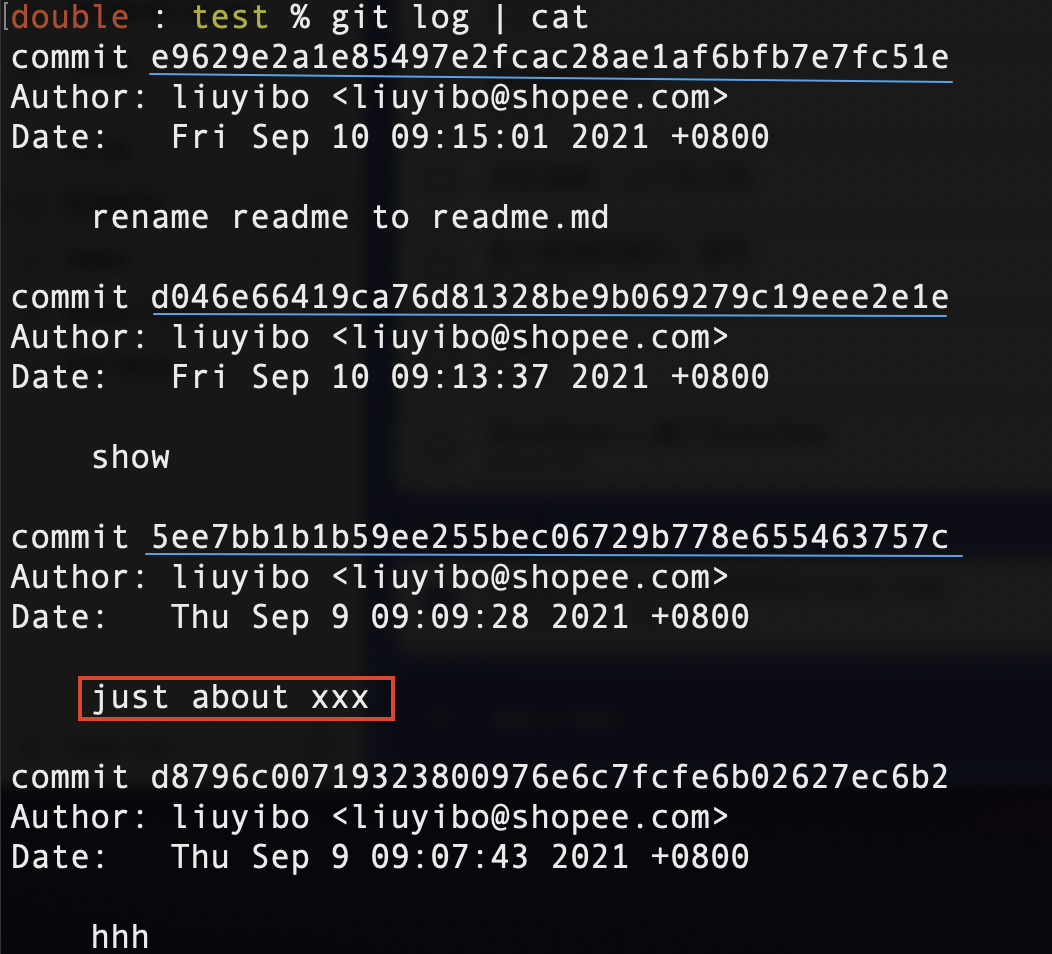 double : test % git log | cat
commit e9629e2a1e85497e2fcac28ae1af6bfb7e7fc51e
Author: liuyibo <liuyibo@shopee.com>
Date:   Fri Sep 10 09:15:01 2021 +0800
rename readme to readme.md
commit d046e66419ca76d81328be9b069279c19eee2e1e
Author: liuyibo <liuyibo@shopee.com>
Date:   Fri Sep 10 09:13:37 2021 +0800
show
commit 5ee7bb1b1b59ee255bec06729b778e655463757c
Author: liuyibo <liuyibo@shopee.com>
Date:   Thu Sep 9 09:09:28 2021 +0800
just about xxx
commit d8796c00719323800976e6c7fcfe6b02627ec6b2
Author: liuyibo <liuyibo@shopee.com>
Date:   Thu Sep 9 09:07:43 2021 +0800
hhh